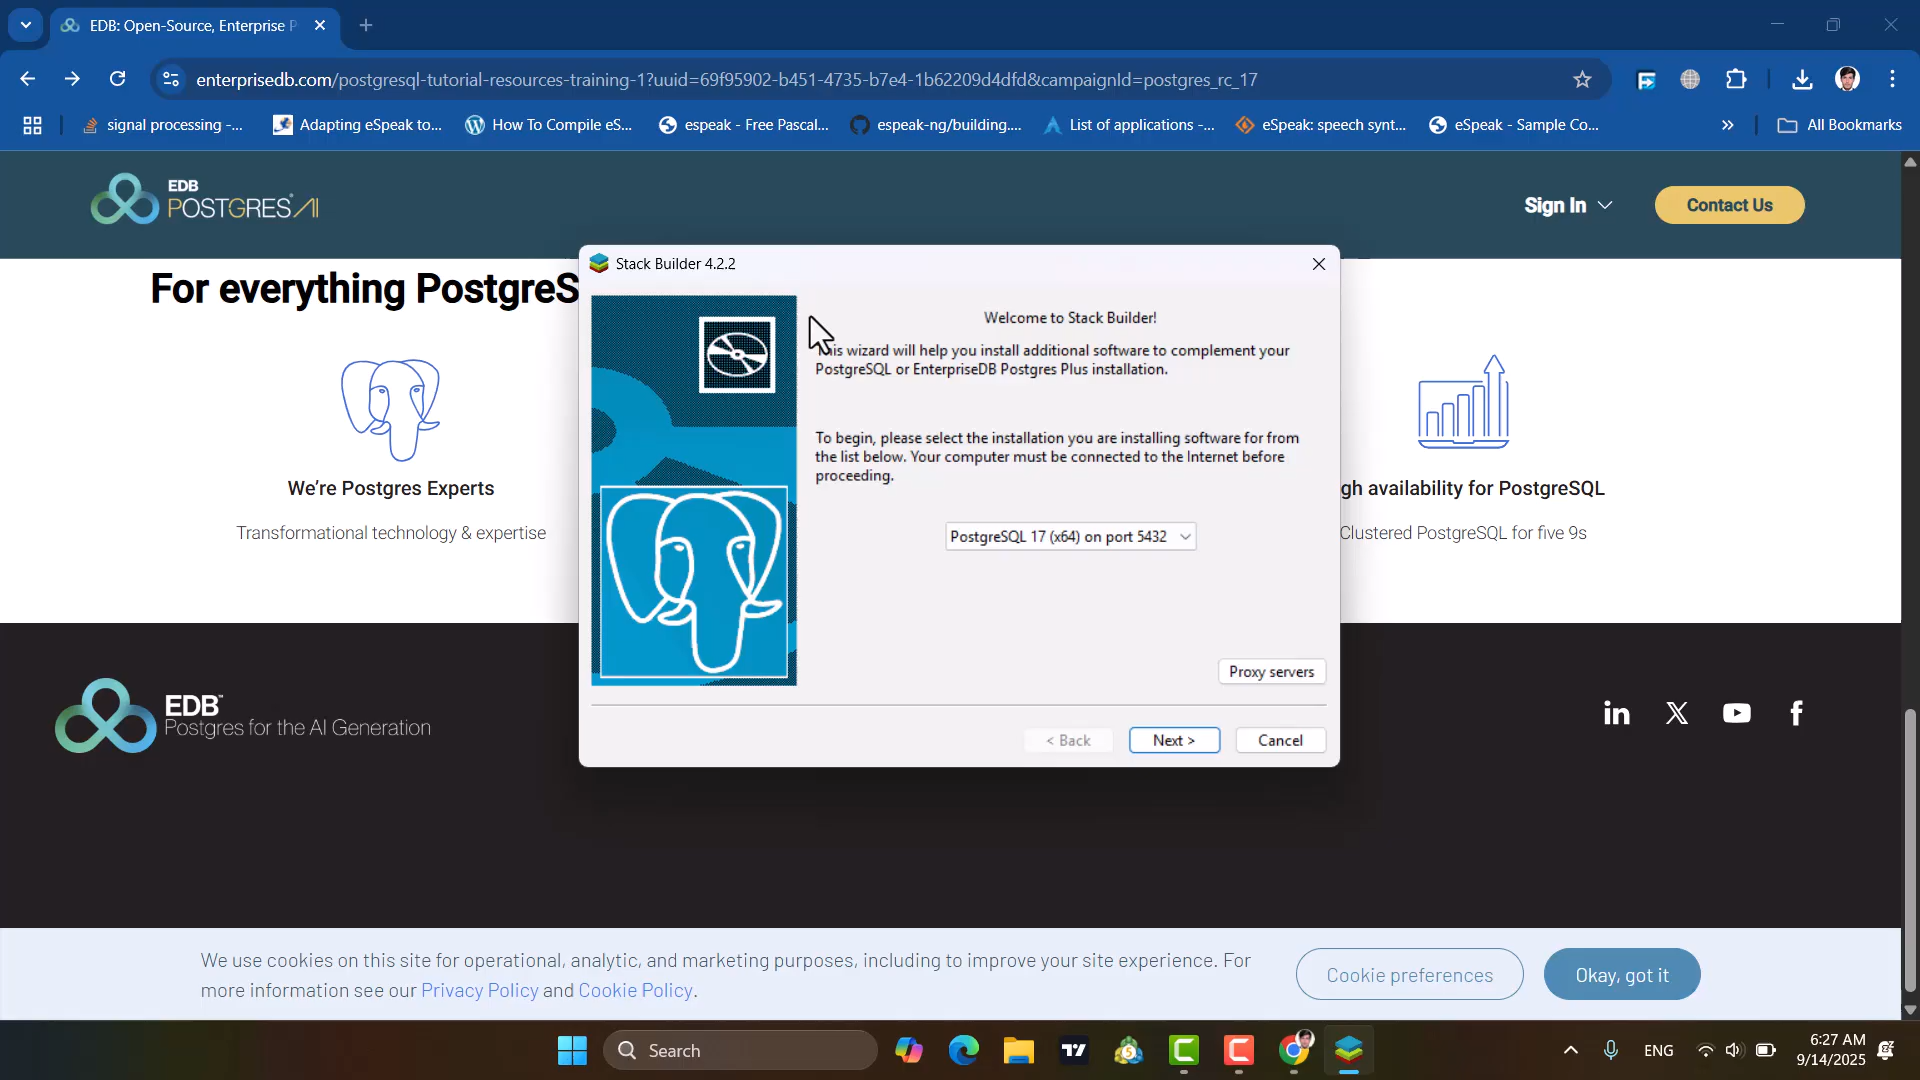 EDB: Open-Source, Enterprise P
enterprisedb.com/postgresql-tutorial-resources-training-1?uuid=69f95902-b451-4735-b7e4-1b62209d4dfd&campaignId=postgres_rc_17
signal processing -...
Adapting eSpeak to...
How To Compile eS...
espeak - Free Pascal...
espeak-ng/building....
List of applications -...
eSpeak: speech synt...
eSpeak - Sample Co...
All Bookmarks
EDB
POSTGRES AI
Sign In
Contact Us
For everything PostgreS
We're Postgres Experts
Transformational technology & expertise
gh availability for PostgreSQL
Clustered PostgreSQL for five 9s
Stack Builder 4.2.2
Welcome to Stack Builder!
This wizard will help you install additional software to complement your
PostgreSQL or EnterpriseDB Postgres Plus installation.
To begin, please select the installation you are installing software for from
the list below. Your computer must be connected to the Internet before
proceeding.
PostgreSQL 17 (x64) on port 5432
Proxy servers
< Back
Next >
Cancel
EDB™
Postgres for the AI Generation
We use cookies on this site for operational, analytic, and marketing purposes, including to improve your site experience. For
more information see our Privacy Policy and Cookie Policy.
Cookie preferences
Okay, got it
Search
ENG
6:27 AM
9/14/2025